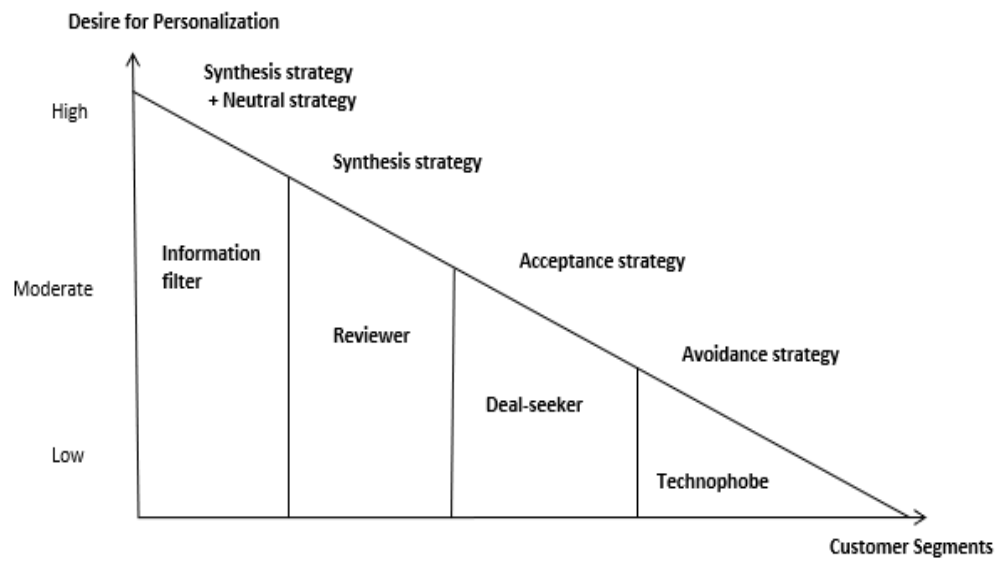 Desire for Personalization
Synthesis strategy
+ Neutral strategy
High
Synthesis strategy
Information
filter
Acceptance strategy
Moderate
Reviewer
Avoidance strategy
Deal-seeker
Low
Technophobe
Customer Segments